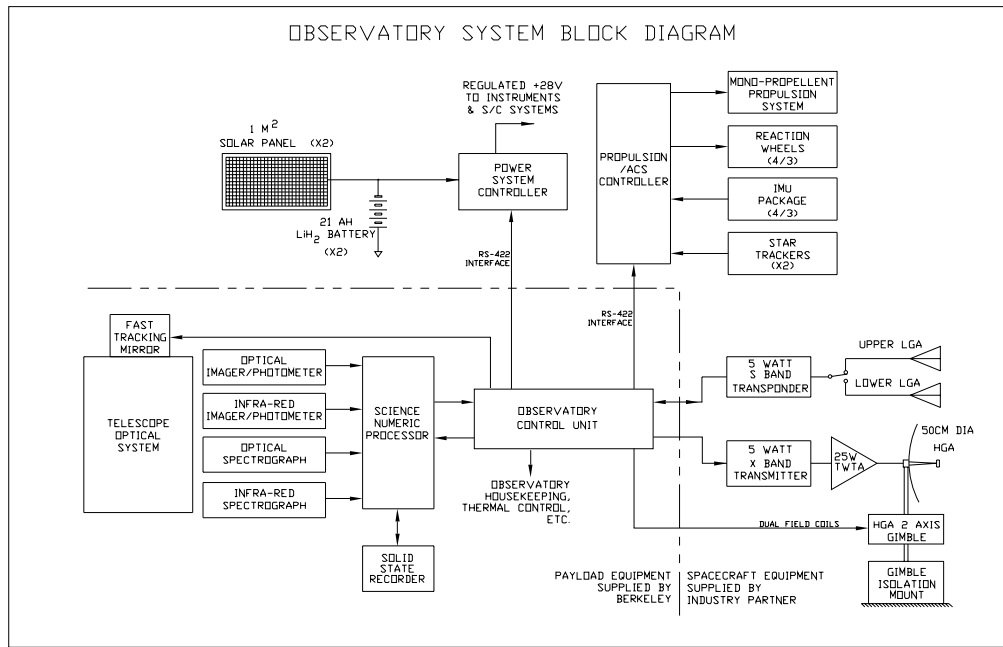 OBSERVATORY SYSTEM BLOCK DIAGRAM
1 M2
SOLAR PANEL (X2)
21 AH
LiH2 BATTERY
(X2)
REGULATED +28V
TO INSTRUMENTS
& S/C SYSTEMS
POWER
SYSTEM
CONTROLLER
RS-422
INTERFACE
PROPULSION
/ACS
CONTROLLER
MONO-PROPELLENT
PROPULSION
SYSTEM
REACTION
WHEELS
(4/3)
IMU
PACKAGE
(4/3)
STAR
TRACKERS
(X2)
RS-422
INTERFACE
FAST
TRACKING
MIRROR
TELESCOPE
OPTICAL
SYSTEM
OPTICAL
IMAGER/PHOTOMETER
INFRA-RED
IMAGER/PHOTOMETER
OPTICAL
SPECTROGRAPH
INFRA-RED
SPECTROGRAPH
SCIENCE
NUMERIC
PROCESSOR
SOLID
STATE
RECORDER
OBSERVATORY
CONTROL UNIT
OBSERVATORY
HOUSEKEEPING,
THERMAL CONTROL,
ETC.
5 WATT
S BAND
TRANSPONDER
UPPER LGA
LOWER LGA
5 WATT
X BAND
TRANSMITTER
25W
TWTA
50CM DIA
HGA
DUAL FIELD COILS
HGA 2 AXIS
GIMBLE
GIMBLE
ISOLATION
MOUNT
PAYLOAD EQUIPMENT
SUPPLIED BY
BERKELEY
SPACECRAFT EQUIPMENT
SUPPLIED BY
INDUSTRY PARTNER